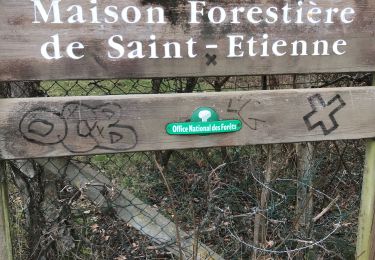 Maison Forestière
de Saint-Etienne
Office National des Forêts